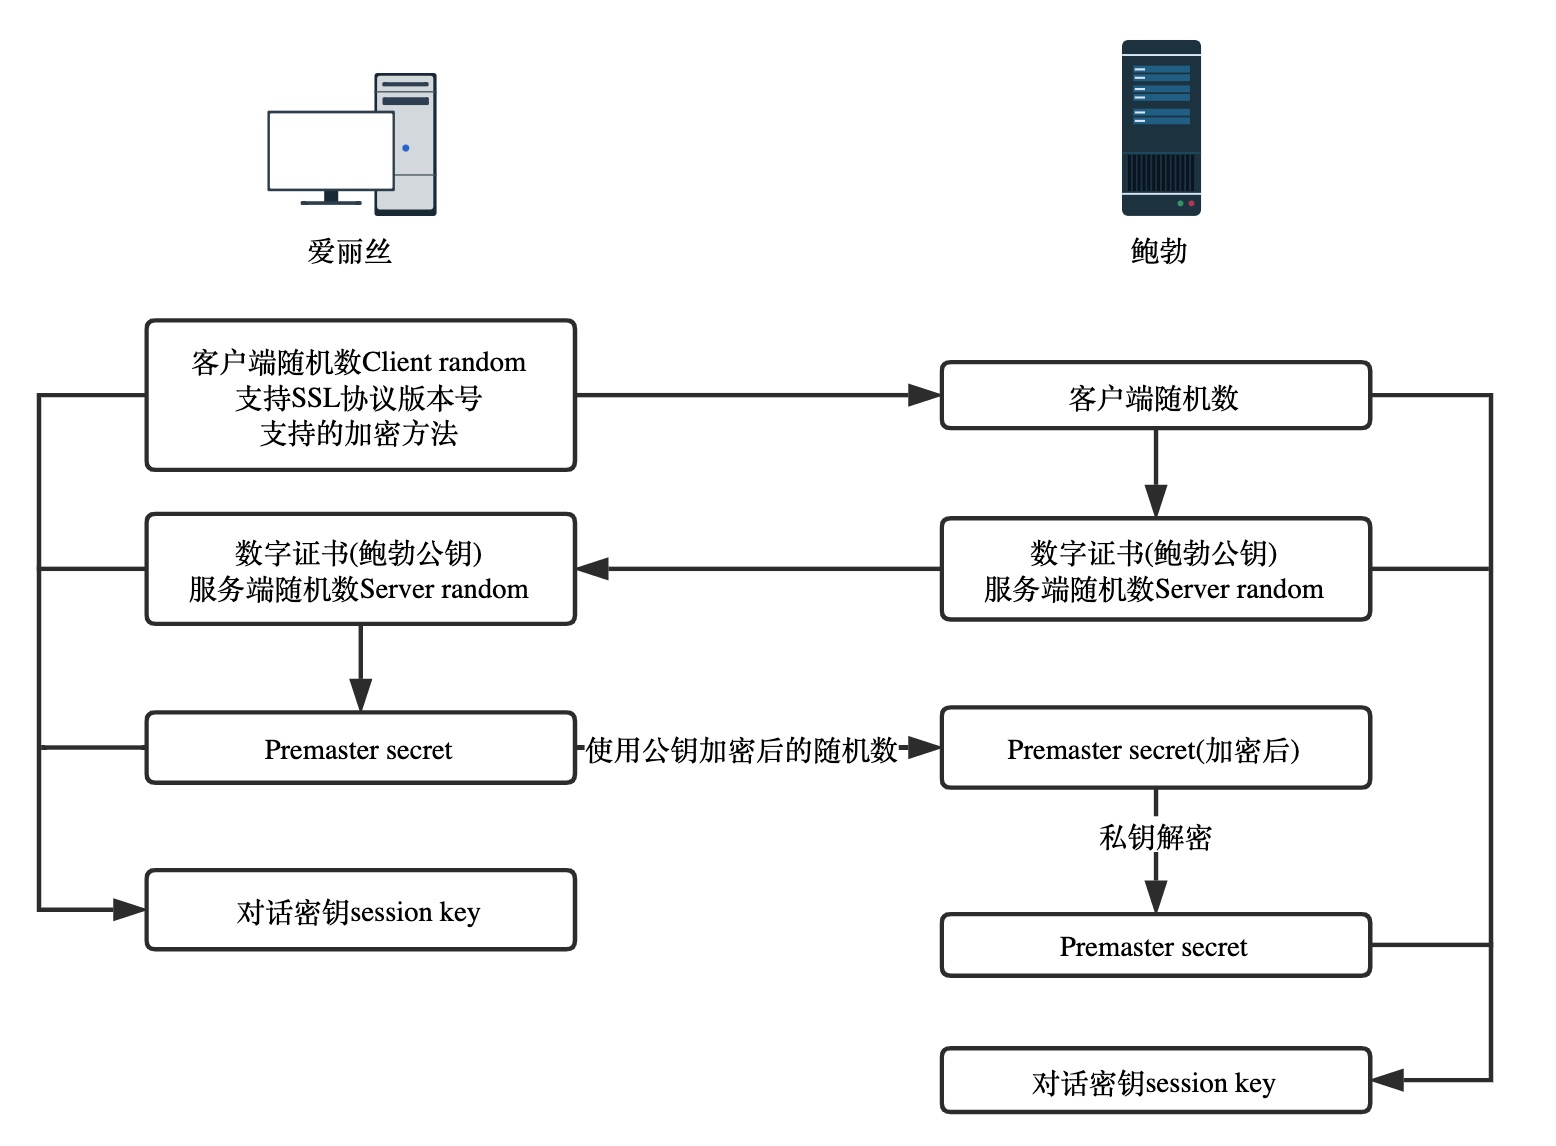 爱丽丝
鲍勃
客户端随机数Client random
支持SSL协议版本号
支持的加密方法
客户端随机数
数字证书(鲍勃公钥)
服务端随机数Server random
数字证书(鲍勃公钥)
服务端随机数Server random
Premaster secret
使用公钥加密后的随机数
Premaster secret(加密后)
私钥解密
对话密钥session key
Premaster secret
对话密钥session key